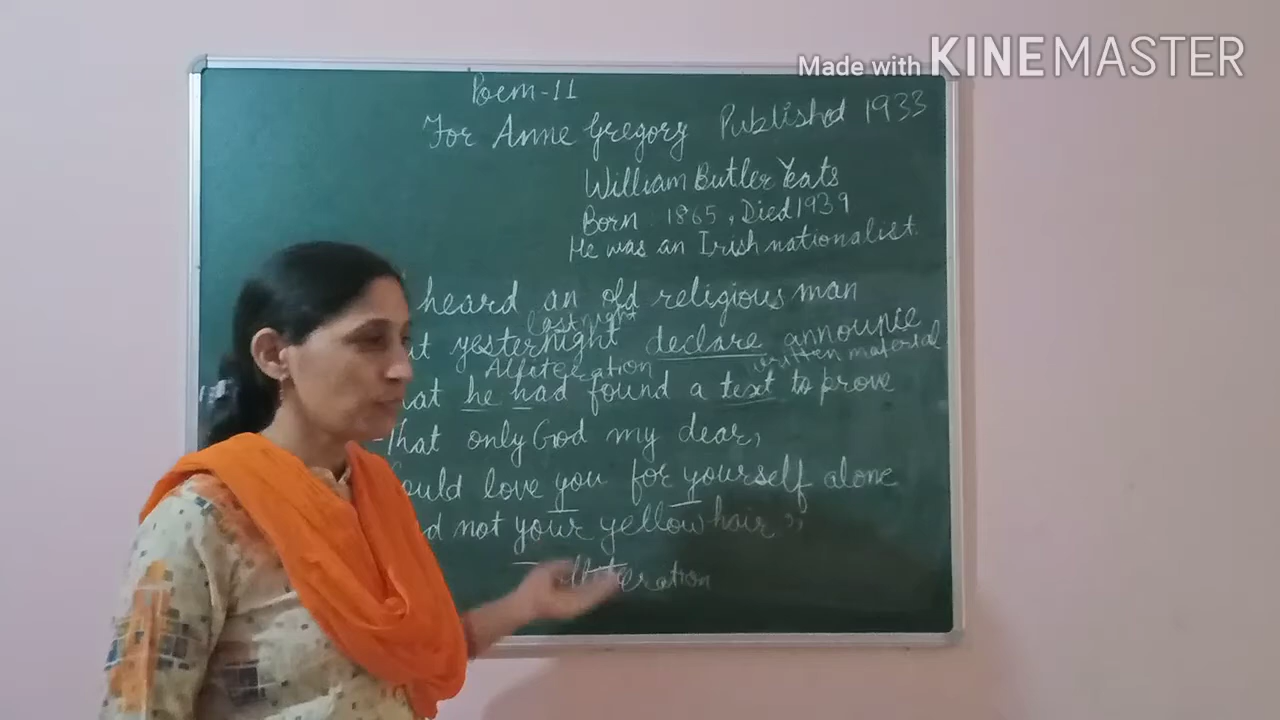 Made with KINEMASTER
Poem-11
For Anne Gregory Published 1933
William Butler Yeats
Born 1865, Died 1939
He was an Irish nationalist.
heard an old religious man
last night
yesternight declare announce
Alliteration written material
he had found a text to prove
That only God my dear,
love you for yourself alone
not your yellow hair"
Alliteration